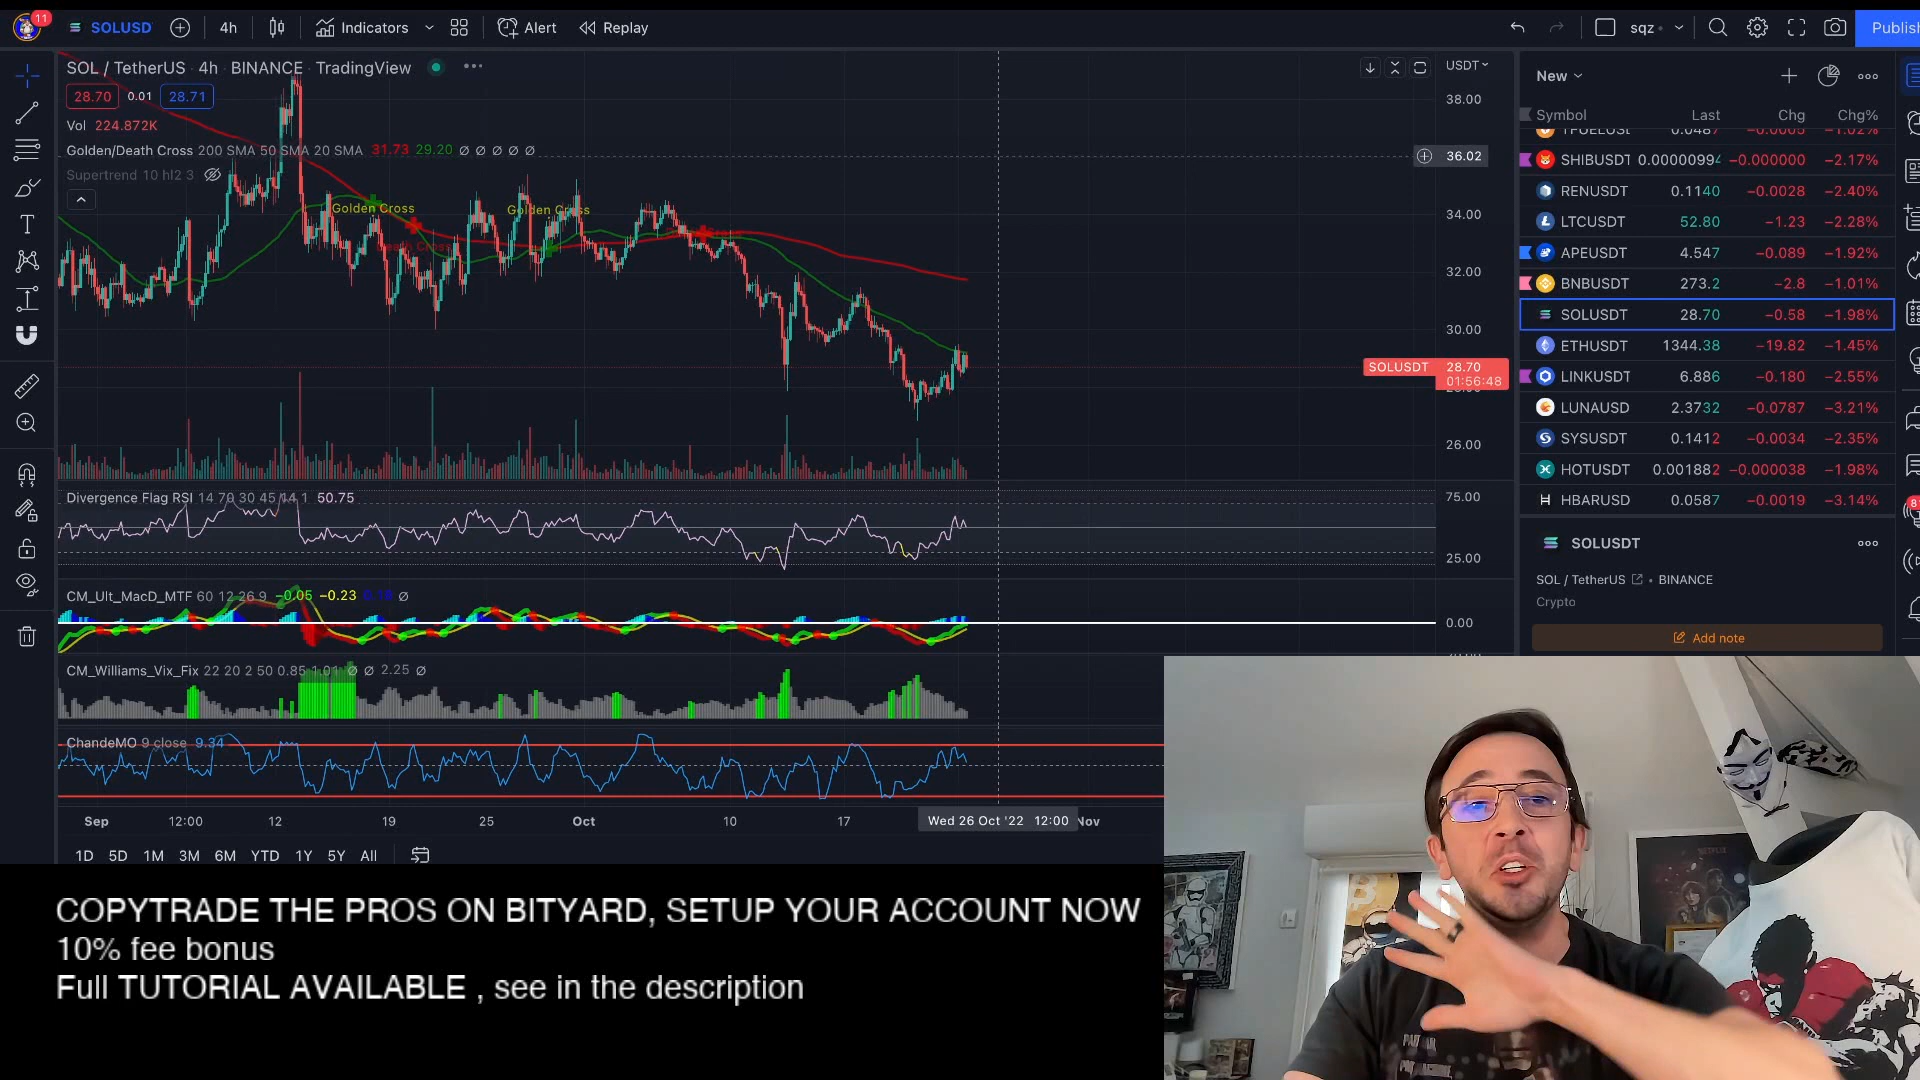 11
SOLUSD
4h
Indicators
Alert
Replay
sqz
Publish
SOL / TetherUS · 4h · BINANCE · TradingView
28.70 0.01 28.71
Vol 224.872K
Golden/Death Cross 200 SMA 50 SMA 20 SMA 31.73 29.20 ∅ ∅ ∅ ∅ ∅
Supertrend 10 hl2 3
Golden Cross
Golden Cross
Death Cross
USDT
38.00
36.02
34.00
32.00
30.00
SOLUSDT 28.70
01:56:48
26.00
Divergence Flag RSI 14 70 30 45 14 1 50.75
75.00
25.00
CM_Ult_MacD_MTF 60 12 26 9 −0.05 −0.23 ∅
0.00
CM_Williams_Vix_Fix 22 20 2 50 0.85 1.01 ∅ ∅ 2.25 ∅
ChandeMO 9 close 9.34
Sep 12:00 12 19 25 Oct 10 17 Wed 26 Oct '22 12:00 Nov
1D 5D 1M 3M 6M YTD 1Y 5Y All
New
Symbol Last Chg Chg%
TFUELUSI 0.0487 −0.0005 −1.02%
SHIBUSDT 0.00000994 −0.000000 −2.17%
RENUSDT 0.1140 −0.0028 −2.40%
LTCUSDT 52.80 −1.23 −2.28%
APEUSDT 4.547 −0.089 −1.92%
BNBUSDT 273.2 −2.8 −1.01%
SOLUSDT 28.70 −0.58 −1.98%
ETHUSDT 1344.38 −19.82 −1.45%
LINKUSDT 6.886 −0.180 −2.55%
LUNAUSD 2.3732 −0.0787 −3.21%
SYSUSDT 0.1412 −0.0034 −2.35%
HOTUSDT 0.001882 −0.000038 −1.98%
HBARUSD 0.0587 −0.0019 −3.14%
SOLUSDT
SOL / TetherUS • BINANCE
Crypto
Add note
NETFLIX
COPYTRADE THE PROS ON BITYARD, SETUP YOUR ACCOUNT NOW
10% fee bonus
Full TUTORIAL AVAILABLE , see in the description